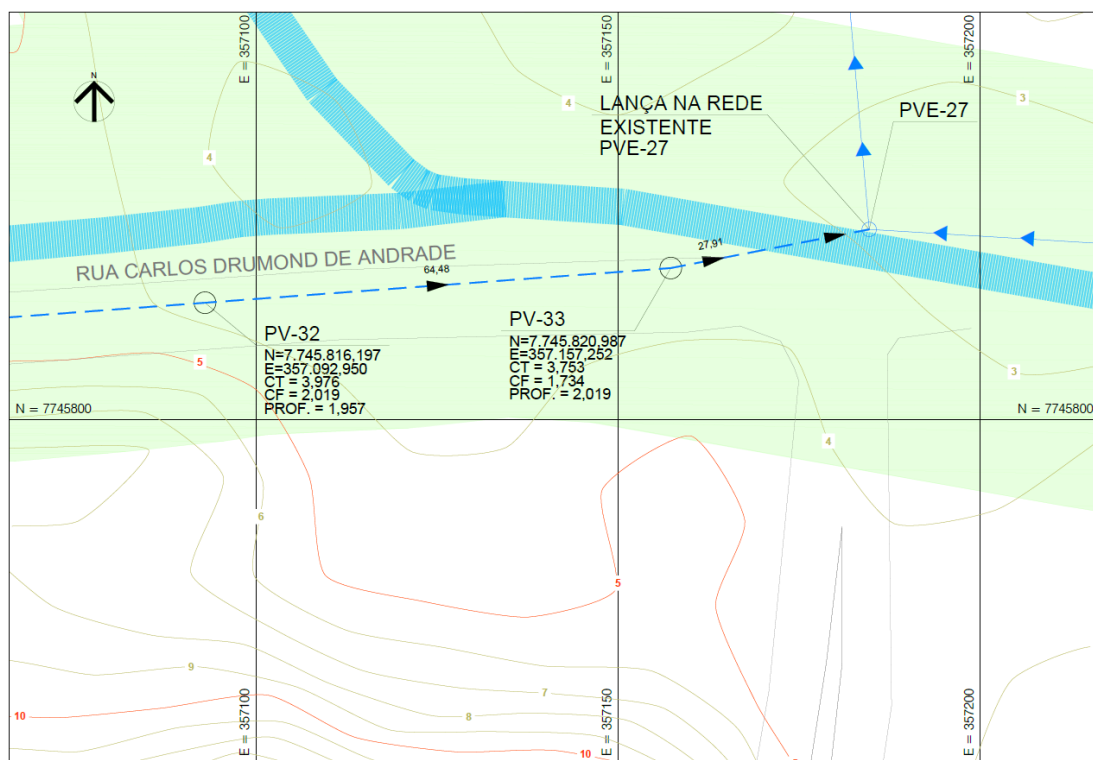 E = 357100
E = 357150
E = 357200
N
4
3
LANÇA NA REDE
EXISTENTE
PVE-27
PVE-27
4
27,91
RUA CARLOS DRUMOND DE ANDRADE
64,48
PV-32
N=7.745.816,197
E=357.092,950
CT = 3,976
CF = 2,019
PROF. = 1,957
PV-33
N=7.745.820,987
E=357.157,252
CT = 3,753
CF = 1,734
PROF. = 2,019
5
3
N = 7745800
N = 7745800
4
6
5
9
7
8
10
10
E = 357100
E = 357150
E = 357200